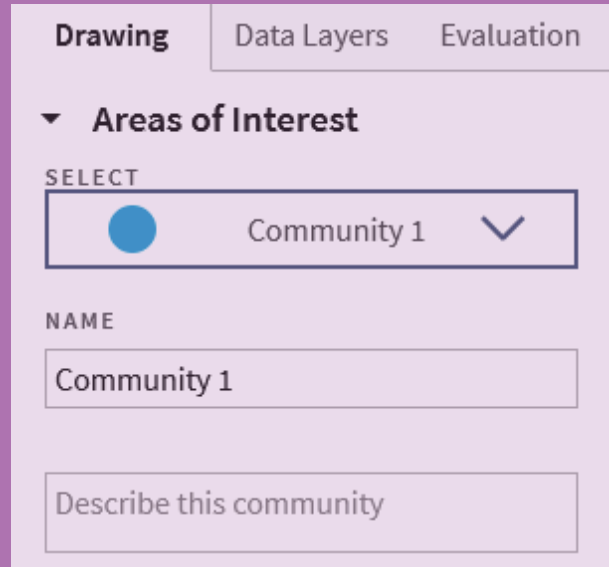 Drawing Data Layers Evaluation
Areas of Interest
SELECT
Community 1
NAME
Community 1
Describe this community